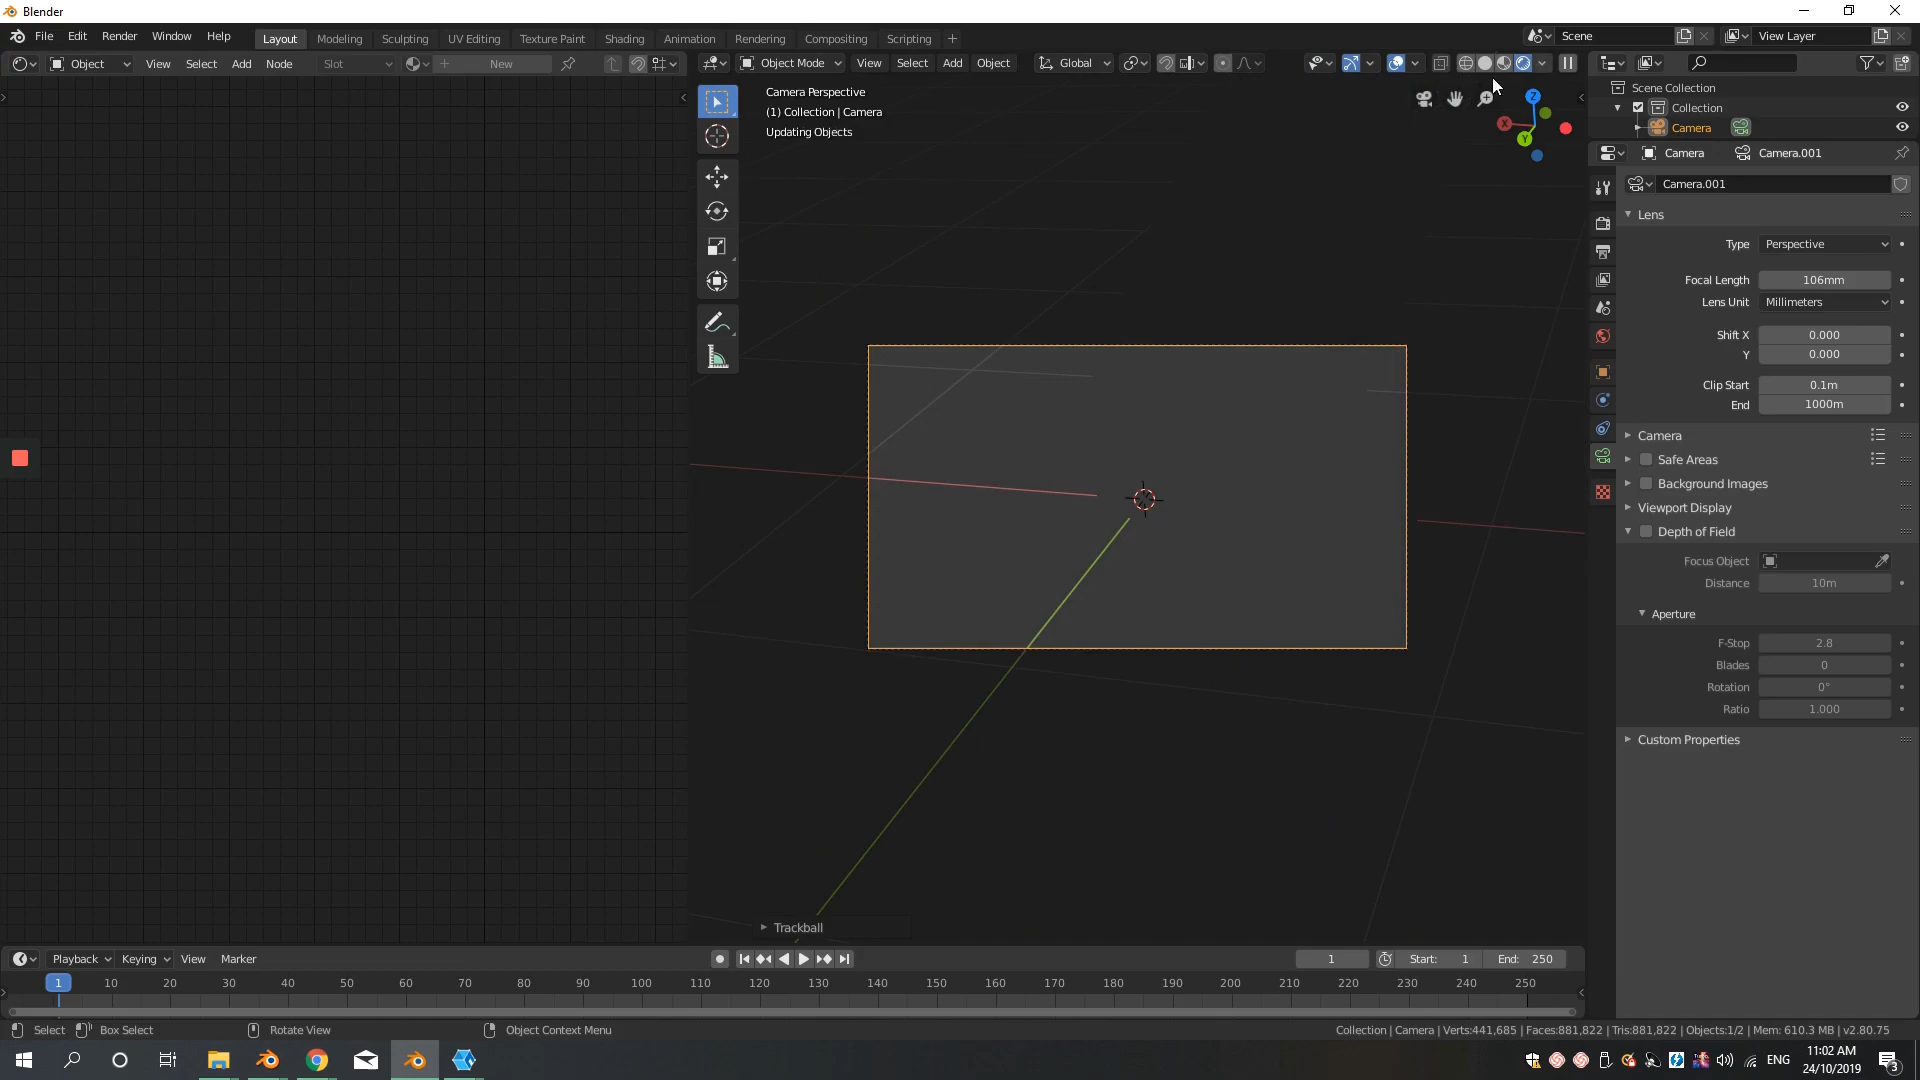 Blender
File Edit Render Window Help
Layout Modeling Sculpting UV Editing Texture Paint Shading Animation Rendering Compositing Scripting +
Scene
View Layer
Object View Select Add Node Slot New
Object Mode View Select Add Object Global
Camera Perspective
(1) Collection | Camera
Updating Objects
X
Y
Z
Trackball
Scene Collection
Collection
Camera
Camera Camera.001
Camera.001
Lens
Type Perspective
Focal Length 106mm
Lens Unit Millimeters
Shift X 0.000
Y 0.000
Clip Start 0.1m
End 1000m
Camera
Safe Areas
Background Images
Viewport Display
Depth of Field
Focus Object
Distance 10m
Aperture
F-Stop 2.8
Blades 0
Rotation 0°
Ratio 1.000
Custom Properties
Playback Keying View Marker
1 Start: 1 End: 250
1 10 20 30 40 50 60 70 80 90 100 110 120 130 140 150 160 170 180 190 200 210 220 230 240 250
Select Box Select Rotate View Object Context Menu
Collection | Camera | Verts:441,685 | Faces:881,822 | Tris:881,822 | Objects:1/2 | Mem: 610.3 MB | v2.80.75
ENG
11:02 AM
24/10/2019
3